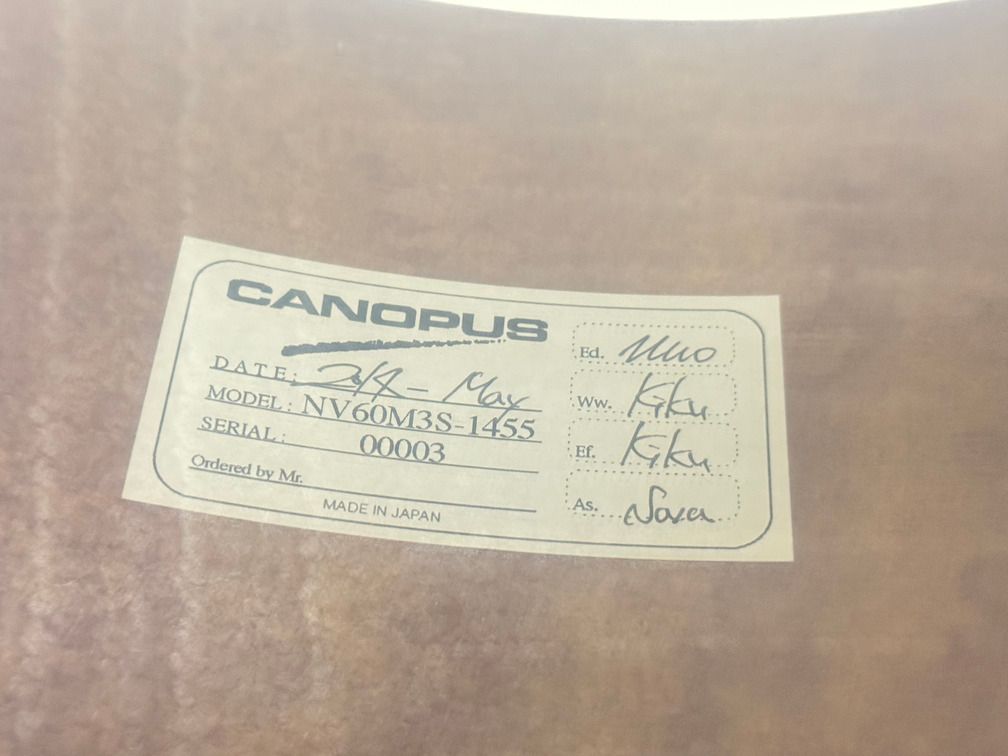 CANOPUS
DATE: 2014 - May
MODEL: NV60M3S-1455
SERIAL: 00003
Ordered by Mr.
MADE IN JAPAN
Ed.
Ww. Kiku
Ef. Kiku
As.